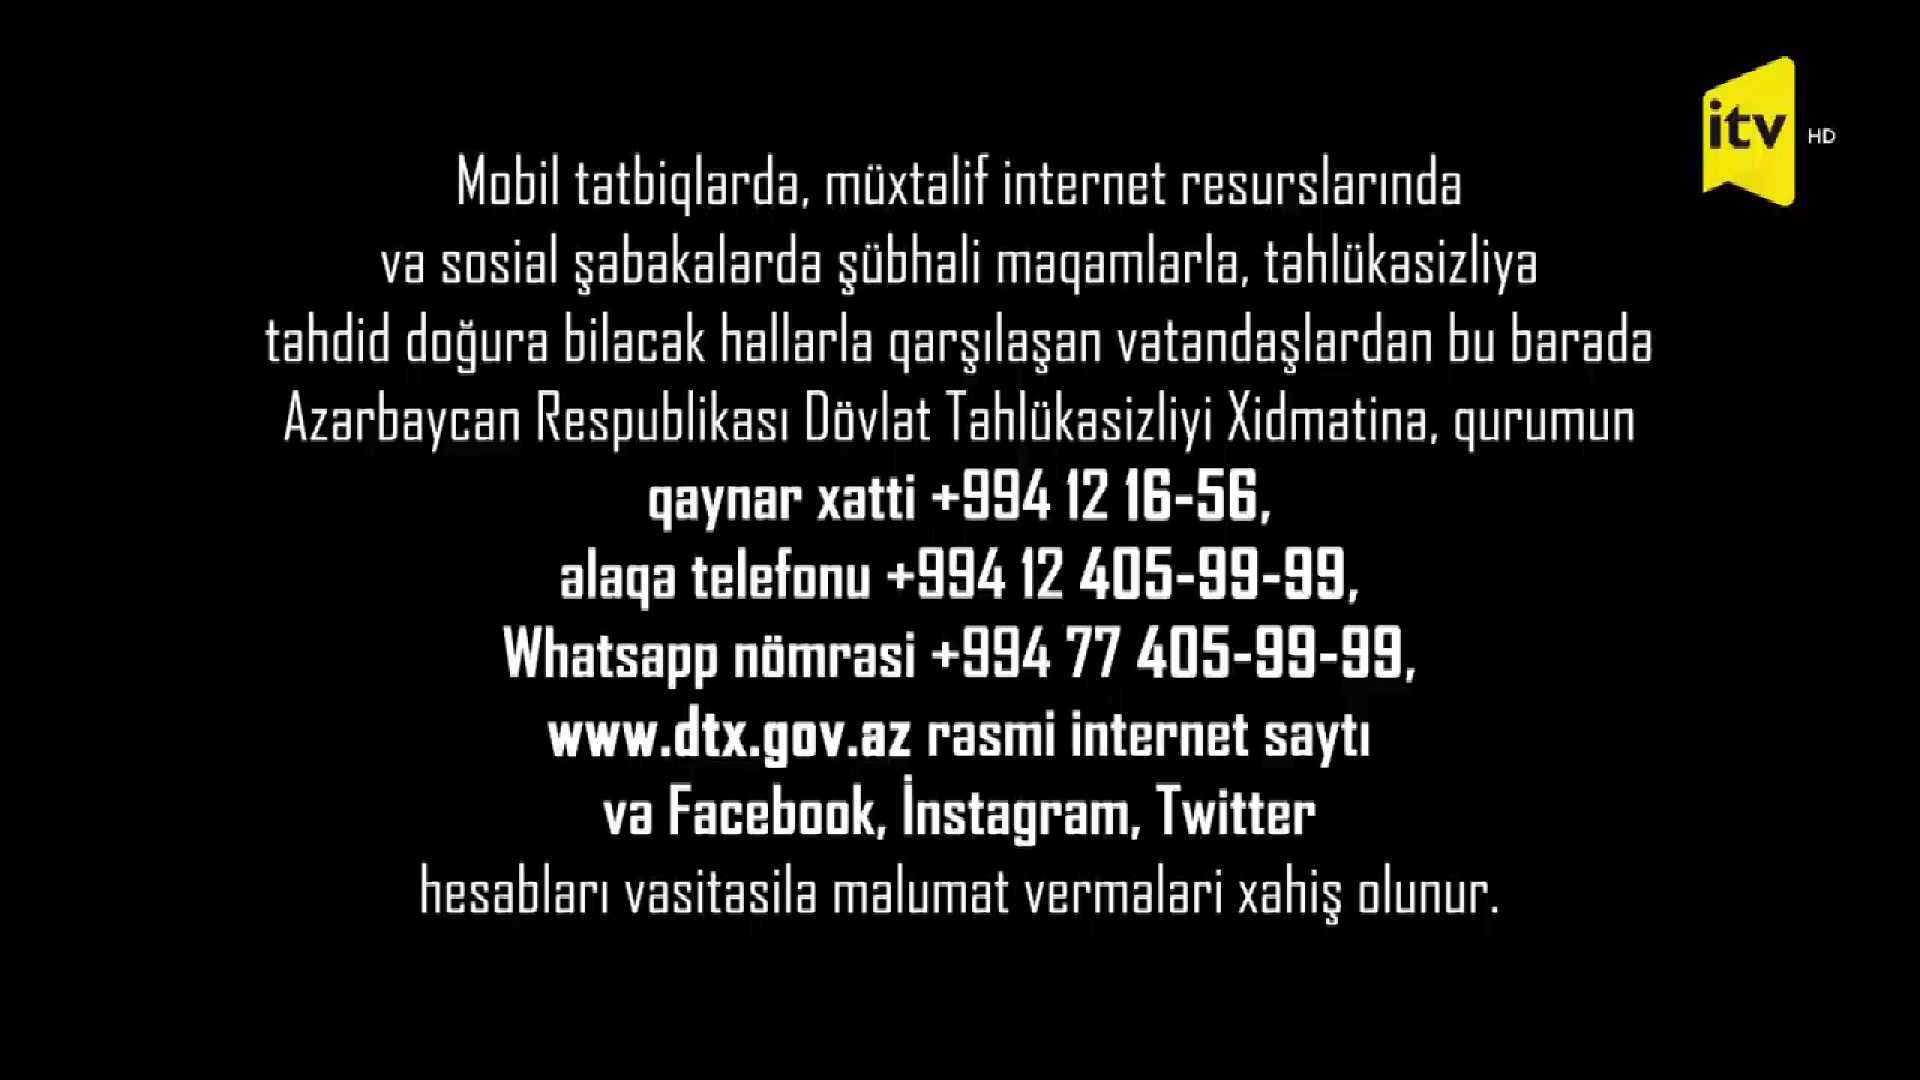 itv HD
Mobil tatbiqlarda, müxtalif internet resurslarında
va sosial şabakalarda şübhali maqamlarla, tahlükasizliya
tahdid doğura bilacak hallarla qarşılaşan vatandaşlardan bu barada
Azarbaycan Respublikası Dövlat Tahlükasizliyi Xidmatina, qurumun
qaynar xatti +994 12 16-56,
alaqa telefonu +994 12 405-99-99,
Whatsapp nömrasi +994 77 405-99-99,
www.dtx.gov.az rasmi internet saytı
va Facebook, İnstagram, Twitter
hesabları vasitasila malumat vermalari xahiş olunur.